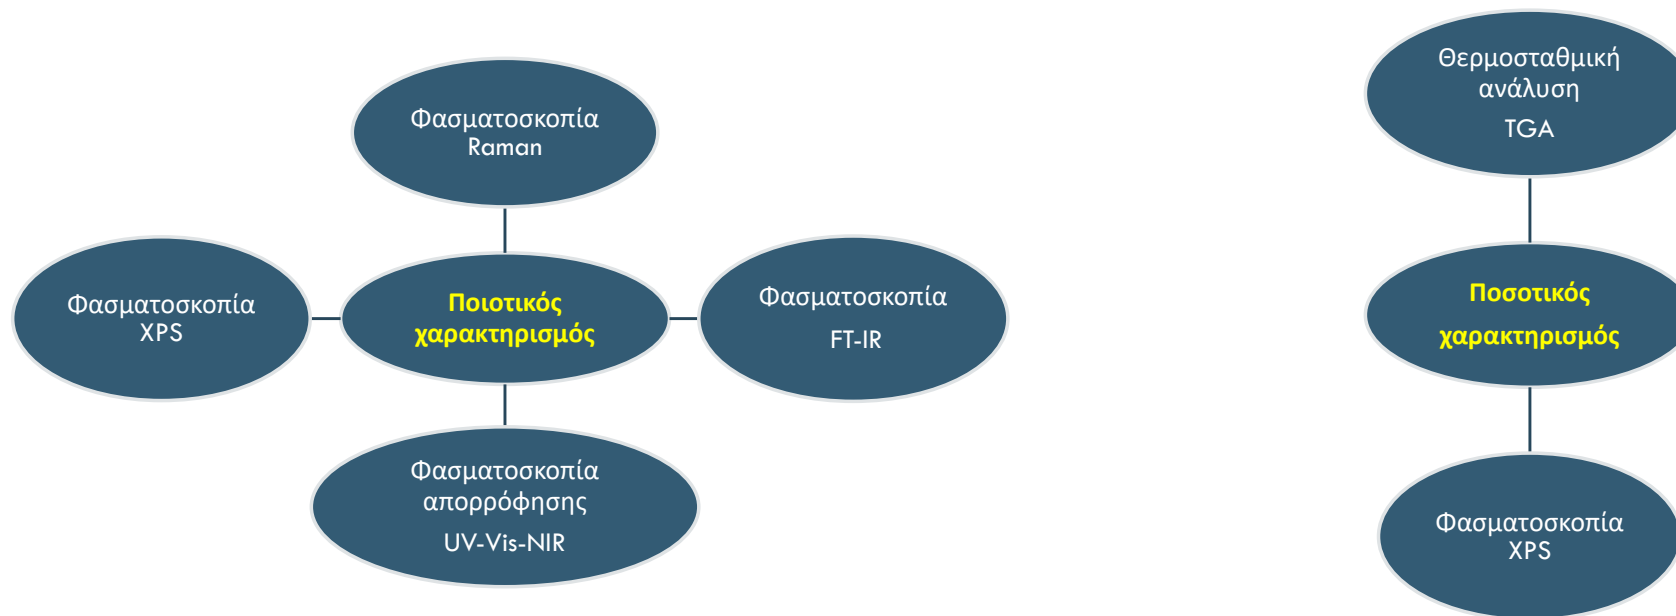 Φασματοσκοπία
Raman
Φασματοσκοπία
XPS
Ποιοτικός
χαρακτηρισμός
Φασματοσκοπία
FT-IR
Φασματοσκοπία
απορρόφησης
UV-Vis-NIR
Θερμοσταθμική
ανάλυση
TGA
Ποσοτικός
χαρακτηρισμός
Φασματοσκοπία
XPS